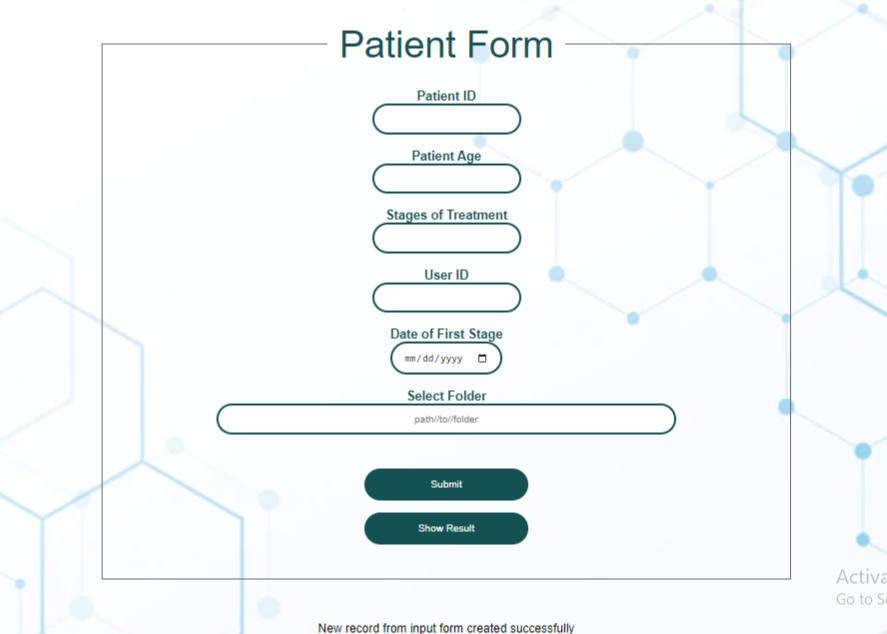 Patient Form
Patient ID
Patient Age
Stages of Treatment
User ID
Date of First Stage
mm/dd/yyyy
Select Folder
path//to//folder
Submit
Show Result
Activa
Go to S
New record from input form created successfully